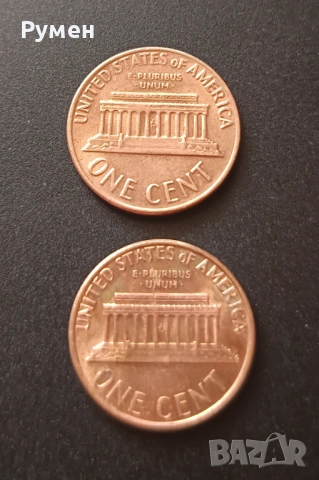 Румен
UNITED STATES OF AMERICA
E·PLURIBUS
·UNUM·
ONE CENT
UNITED STATES OF AMERICA
E·PLURIBUS
·UNUM·
ONE CENT
BAZAR